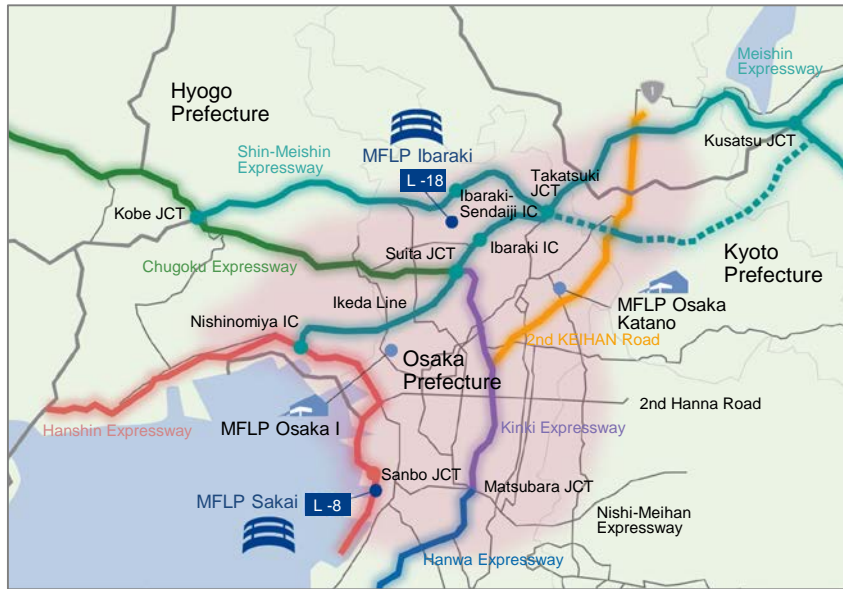 Meishin
Expressway
1
Hyogo
Prefecture
Kusatsu JCT
MFLP Ibaraki
Shin-Meishin
Expressway
L -18
Takatsuki
JCT
Ibaraki-
Sendaiji IC
Kobe JCT
Suita JCT
Ibaraki IC
Kyoto
Prefecture
Chugoku Expressway
Ikeda Line
MFLP Osaka
Katano
Nishinomiya IC
2nd KEIHAN Road
Osaka
Prefecture
2nd Hanna Road
Hanshin Expressway
MFLP Osaka I
Kinki Expressway
Sanbo JCT
MFLP Sakai
L -8
Matsubara JCT
Nishi-Meihan
Expressway
Hanwa Expressway